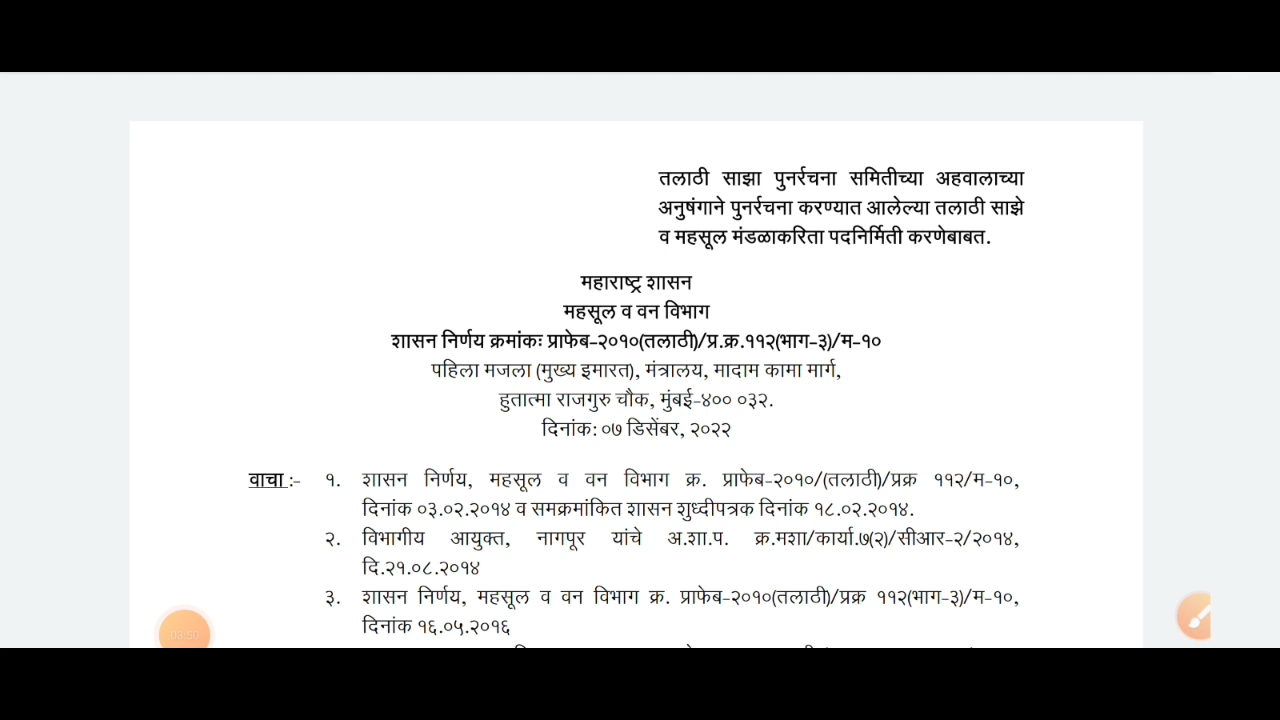 तलाठी साझा पुनर्रचना समितीच्या अहवालाच्या
अनुषंगाने पुनर्रचना करण्यात आलेल्या तलाठी साझे
व महसूल मंडळाकरिता पदनिर्मिती करणेबाबत.
महाराष्ट्र शासन
महसूल व वन विभाग
शासन निर्णय क्रमांकः प्राफेब-२०१०(तलाठी)/प्र.क्र.११२(भाग-३)/म-१०
पहिला मजला (मुख्य इमारत), मंत्रालय, मादाम कामा मार्ग,
हुतात्मा राजगुरु चौक, मुंबई-४०० ०३२.
दिनांक: ०७ डिसेंबर, २०२२
वाचा :- १. शासन निर्णय, महसूल व वन विभाग क्र. प्राफेब-२०१०/(तलाठी)/प्रक्र ११२/म-१०,
दिनांक ०३.०२.२०१४ व समक्रमांकित शासन शुध्दीपत्रक दिनांक १८.०२.२०१४.
२. विभागीय आयुक्त, नागपूर यांचे अ.शा.प. क्र.मशा/कार्या.७(२)/सीआर-२/२०१४,
दि.२१.०८.२०१४
३. शासन निर्णय, महसूल व वन विभाग क्र. प्राफेब-२०१०(तलाठी)/प्रक्र ११२(भाग-३)/म-१०,
दिनांक १६.०५.२०१६
03:50